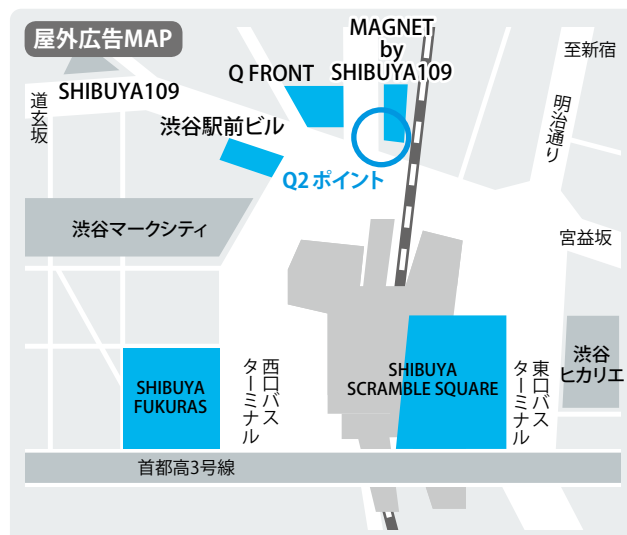 屋外広告MAP
MAGNET
by
SHIBUYA109
至新宿
Q FRONT
SHIBUYA109
道玄坂
渋谷駅前ビル
明治通り
Q2 ポイント
渋谷マークシティ
宮益坂
SHIBUYA
FUKURAS
西口バス
ターミナル
SHIBUYA
SCRAMBLE SQUARE
東口バス
ターミナル
渋谷
ヒカリエ
首都高3号線